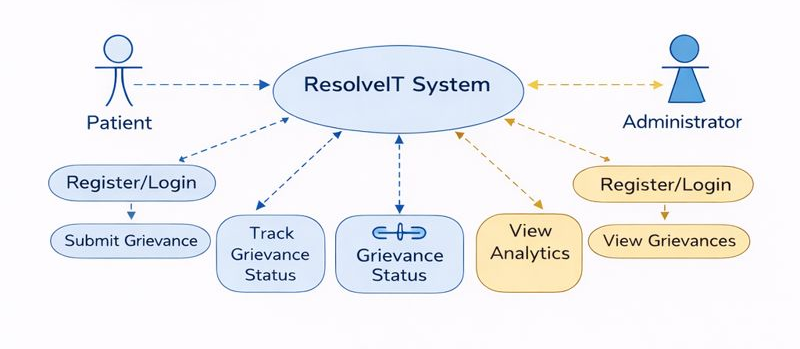 ResolveIT System
Patient
Administrator
Register/Login
Submit Grievance
Track
Grievance
Status
Grievance
Status
View
Analytics
Register/Login
View Grievances